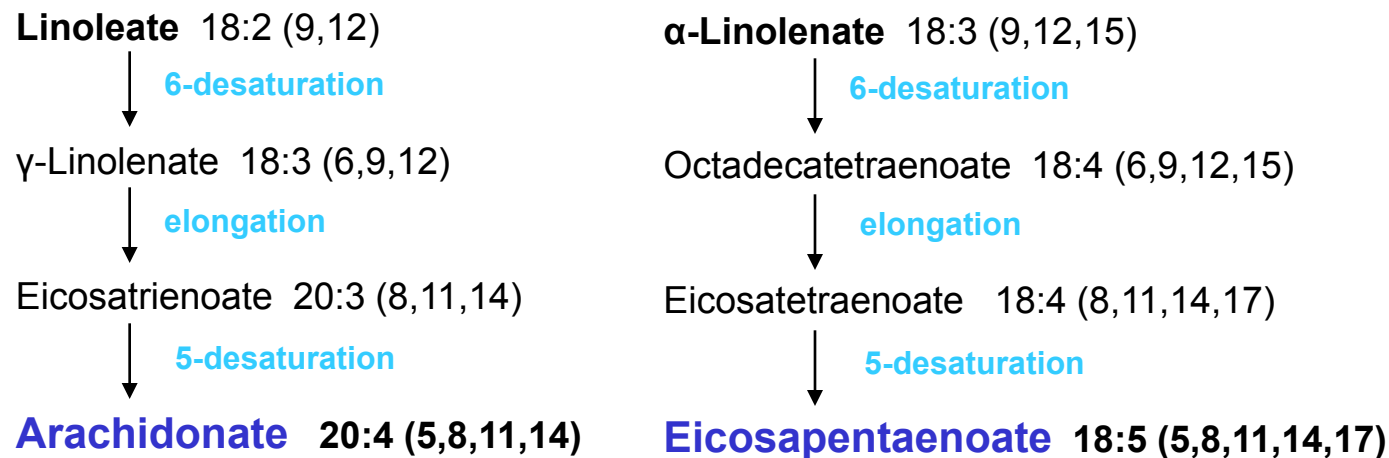 Linoleate 18:2 (9,12)
6-desaturation
γ-Linolenate 18:3 (6,9,12)
elongation
Eicosatrienoate 20:3 (8,11,14)
5-desaturation
Arachidonate 20:4 (5,8,11,14)
α-Linolenate 18:3 (9,12,15)
6-desaturation
Octadecatetraenoate 18:4 (6,9,12,15)
elongation
Eicosatetraenoate 18:4 (8,11,14,17)
5-desaturation
Eicosapentaenoate 18:5 (5,8,11,14,17)